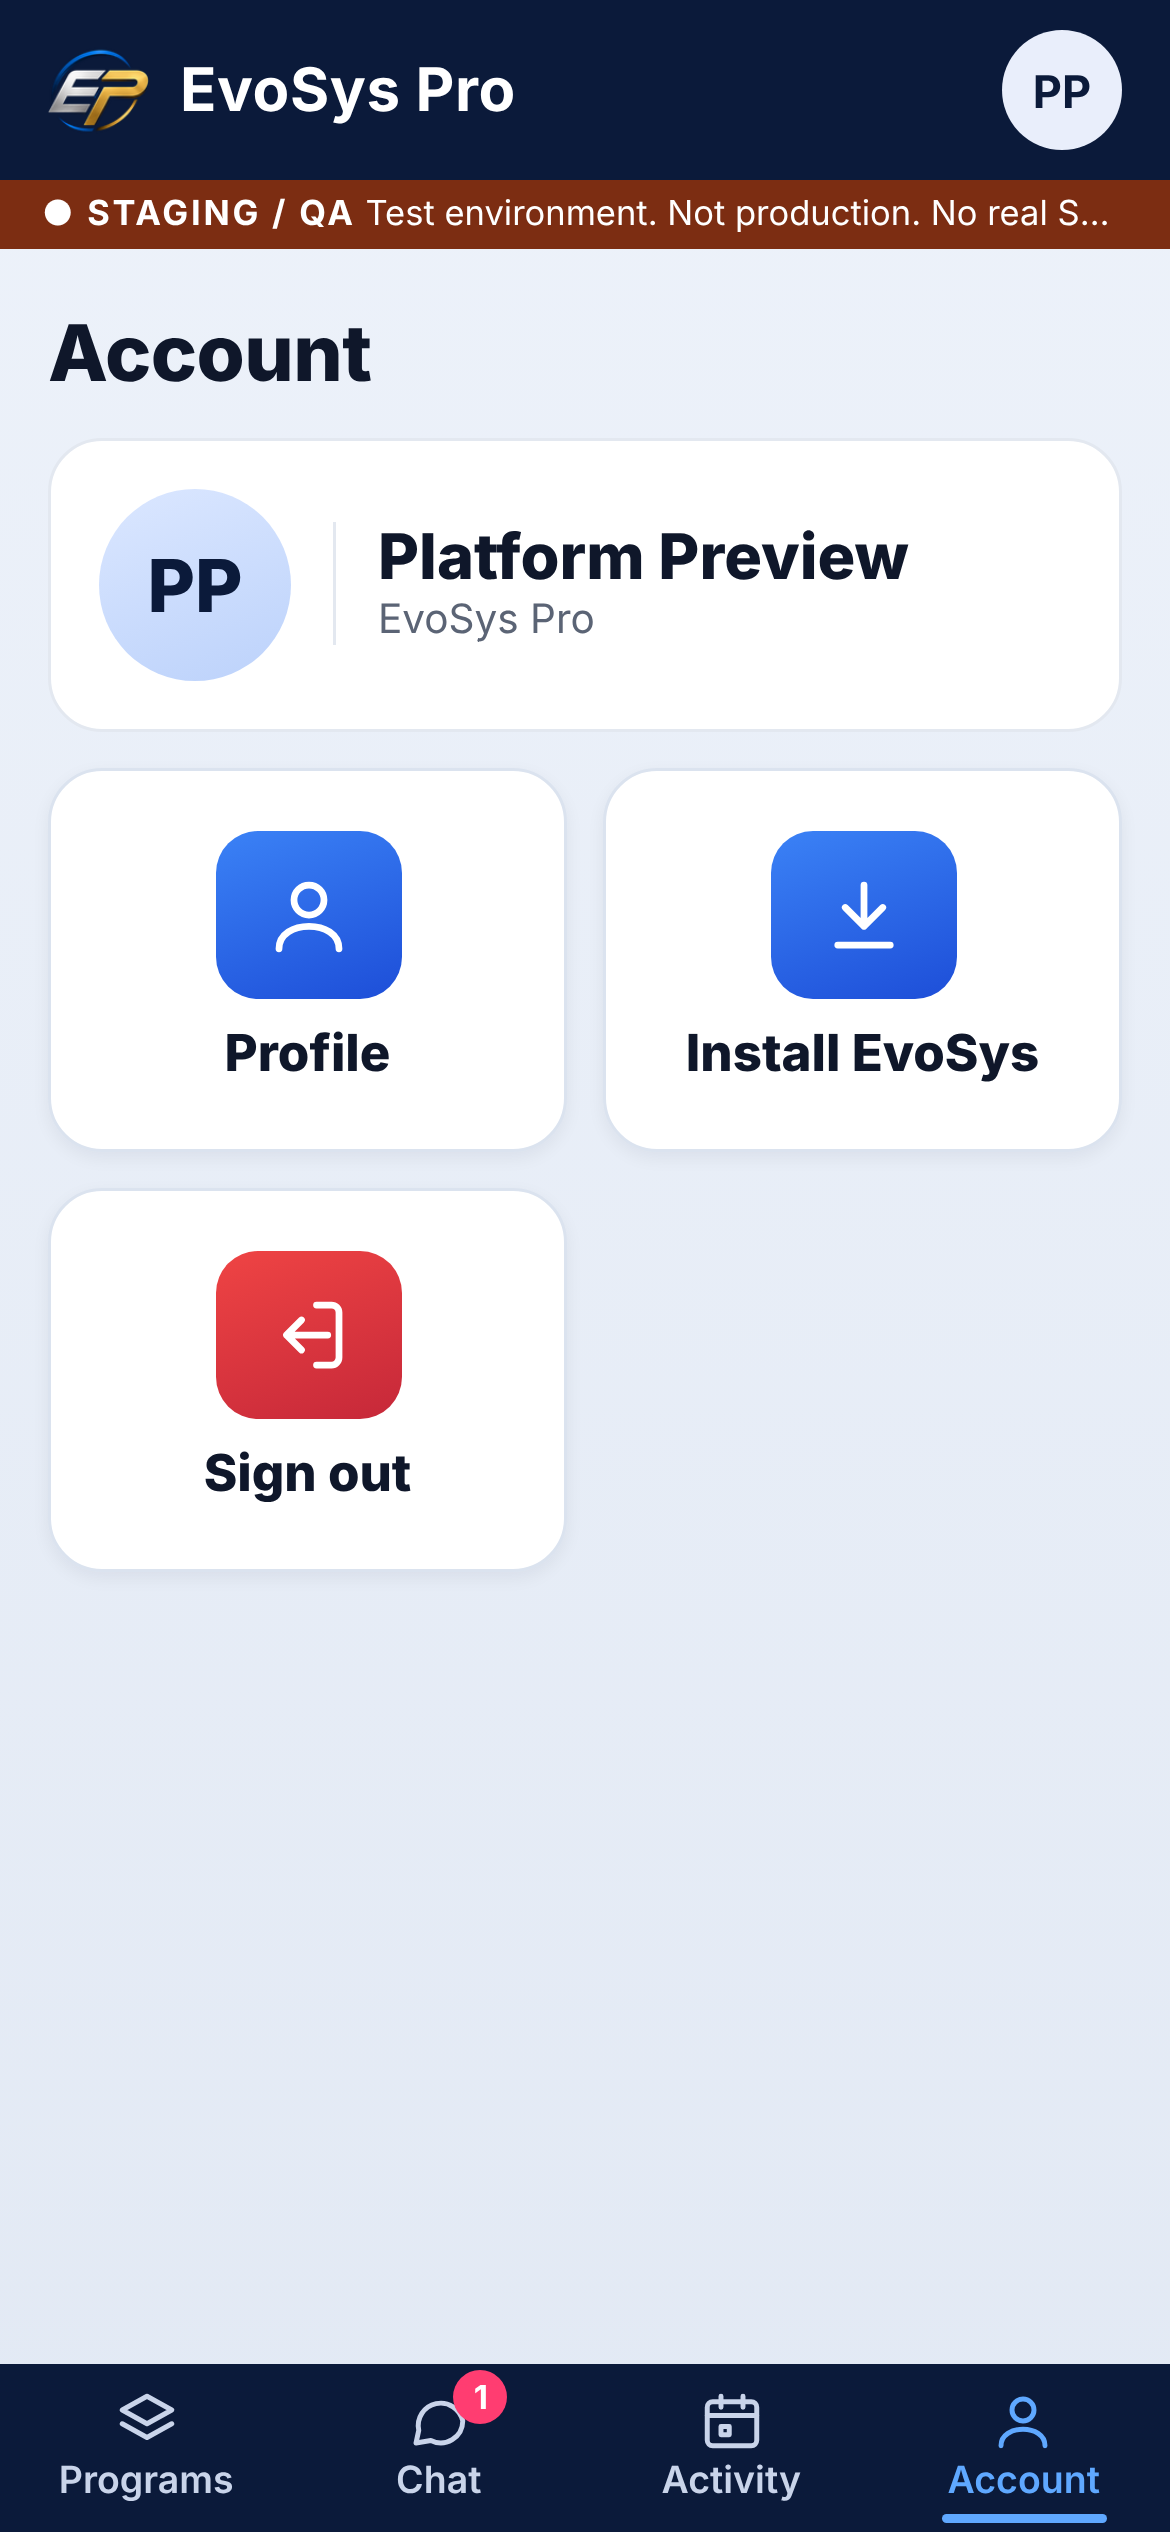 EP EvoSys Pro PP
STAGING / QA Test environment. Not production. No real S...
Account
PP
Platform Preview
EvoSys Pro
Profile
Install EvoSys
Sign out
1
Programs Chat Activity Account